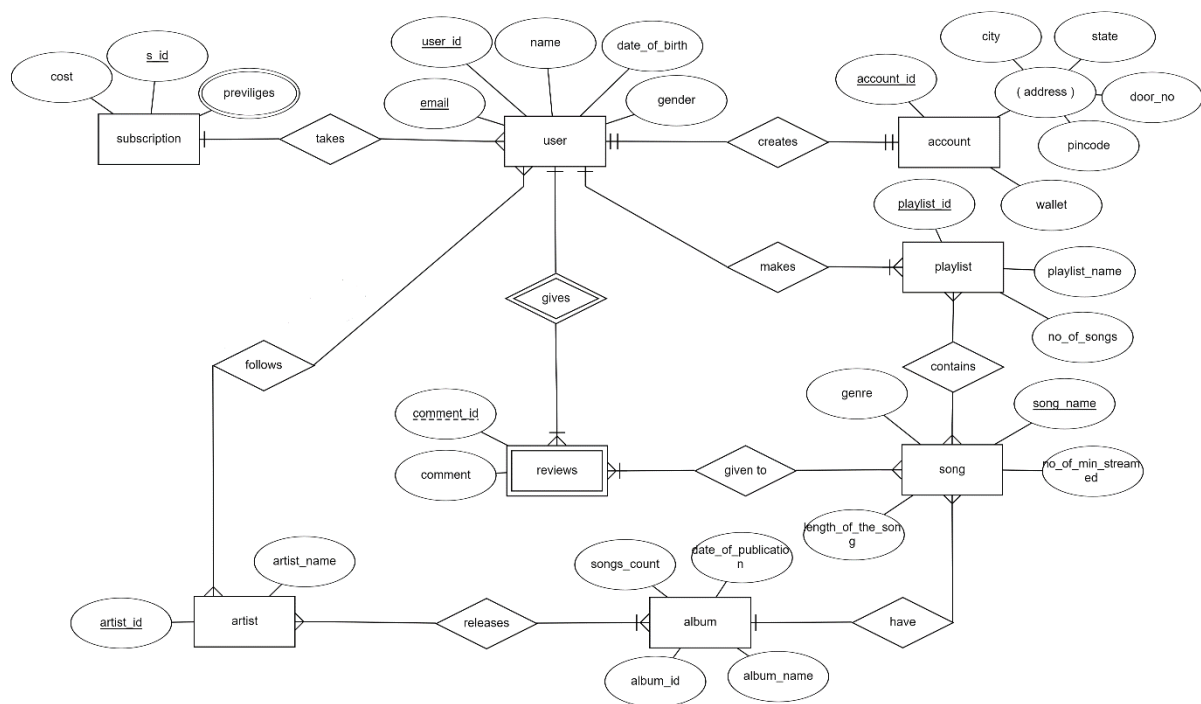 user_id
name
date_of_birth
city
state
s_id
cost
previliges
account_id
( address )
door_no
email
gender
subscription
takes
user
creates
account
pincode
wallet
playlist_id
makes
playlist
playlist_name
gives
no_of_songs
follows
contains
genre
song_name
comment_id
comment
reviews
given to
song
no_of_min_stream
ed
length_of_the_son
g
artist_name
songs_count
date_of_publicatio
n
artist_id
artist
releases
album
have
album_id
album_name